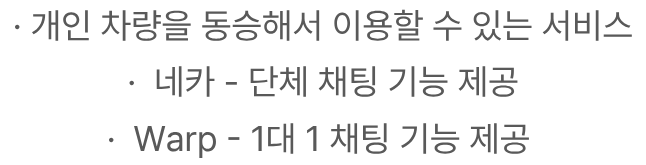 · 개인 차량을 동승해서 이용할 수 있는 서비스
· 네카 - 단체 채팅 기능 제공
· Warp - 1대 1 채팅 기능 제공